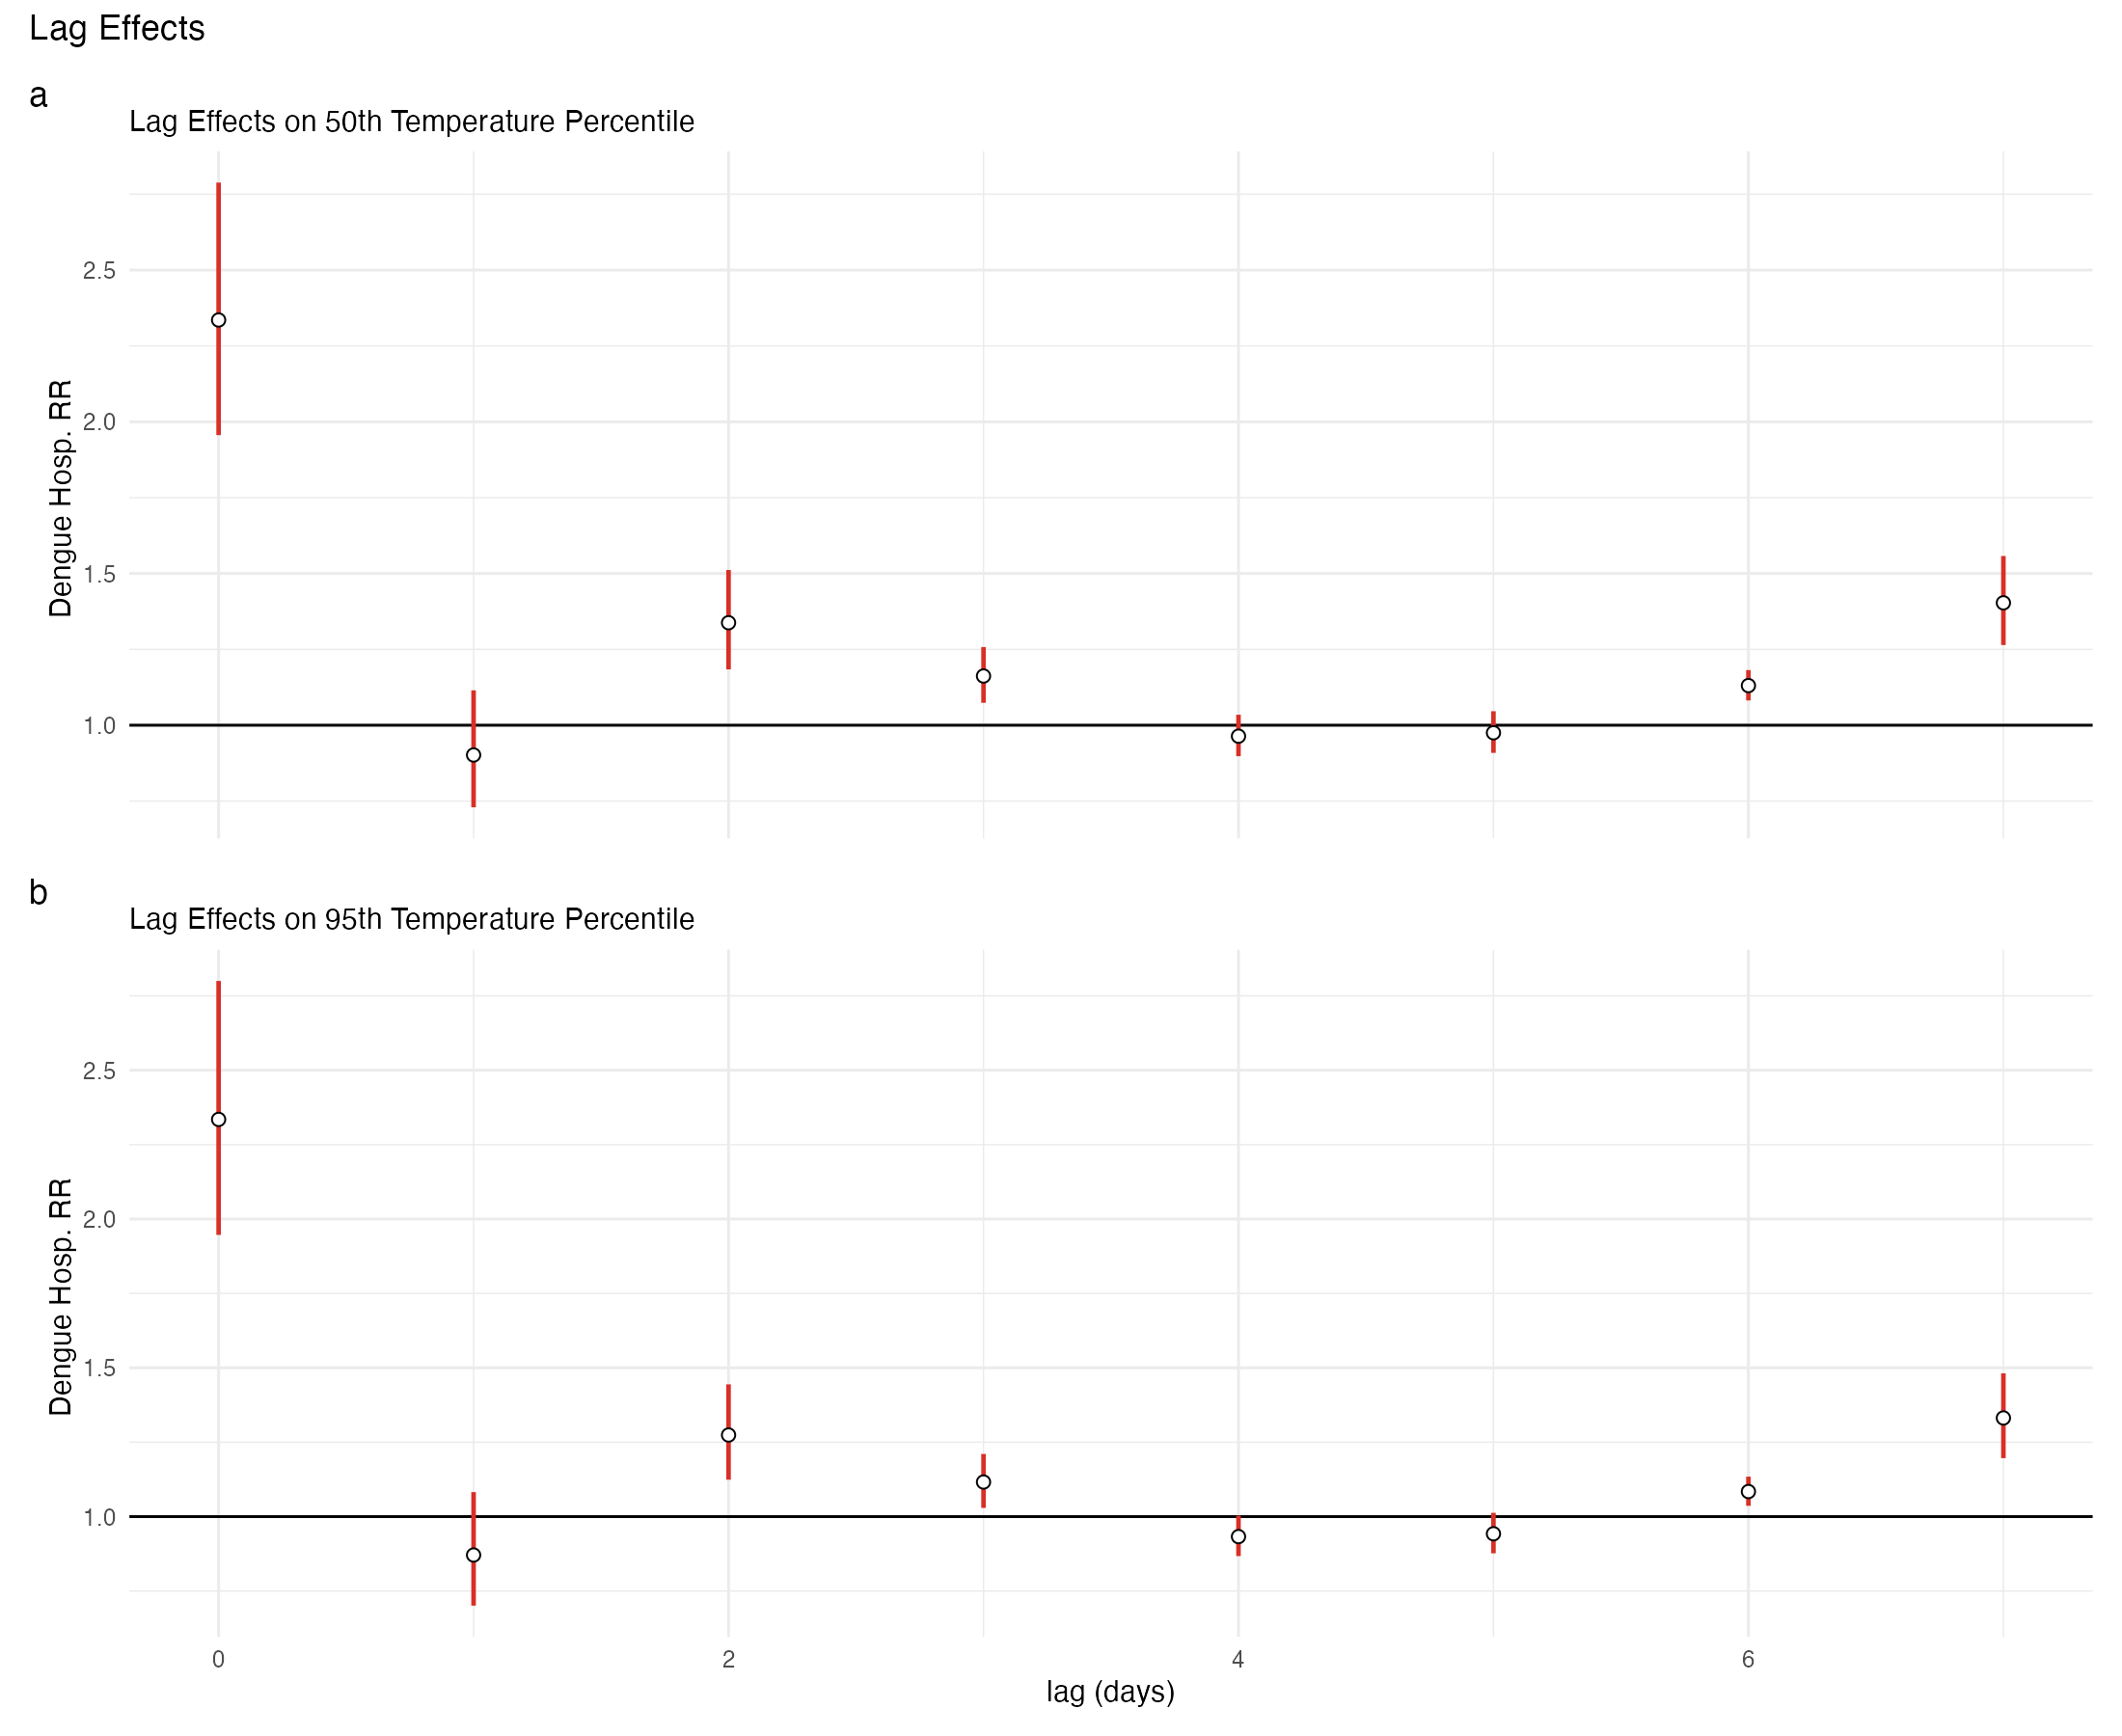 Lag Effects
a
Lag Effects on 50th Temperature Percentile
Dengue Hosp. RR
2.5
2.0
1.5
1.0
b
Lag Effects on 95th Temperature Percentile
Dengue Hosp. RR
2.5
2.0
1.5
1.0
0 2 4 6
lag (days)